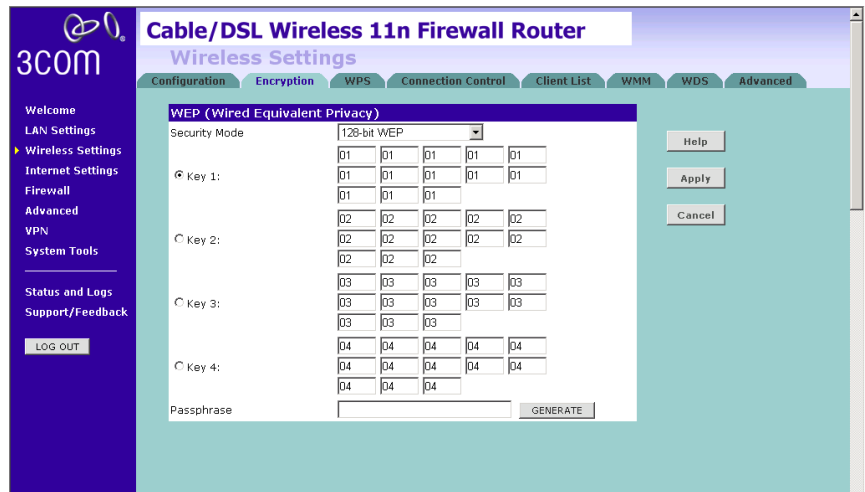 3COM
Cable/DSL Wireless 11n Firewall Router
Wireless Settings
Configuration Encryption WPS Connection Control Client List WMM WDS Advanced
Welcome
LAN Settings
Wireless Settings
Internet Settings
Firewall
Advanced
VPN
System Tools
Status and Logs
Support/Feedback
LOG OUT
WEP (Wired Equivalent Privacy)
Security Mode 128-bit WEP
Key 1:
01 01 01 01 01
01 01 01 01 01
01 01 01
Key 2:
02 02 02 02 02
02 02 02 02 02
02 02 02
Key 3:
03 03 03 03 03
03 03 03 03 03
03 03 03
Key 4:
04 04 04 04 04
04 04 04 04 04
04 04 04
Passphrase GENERATE
Help
Apply
Cancel